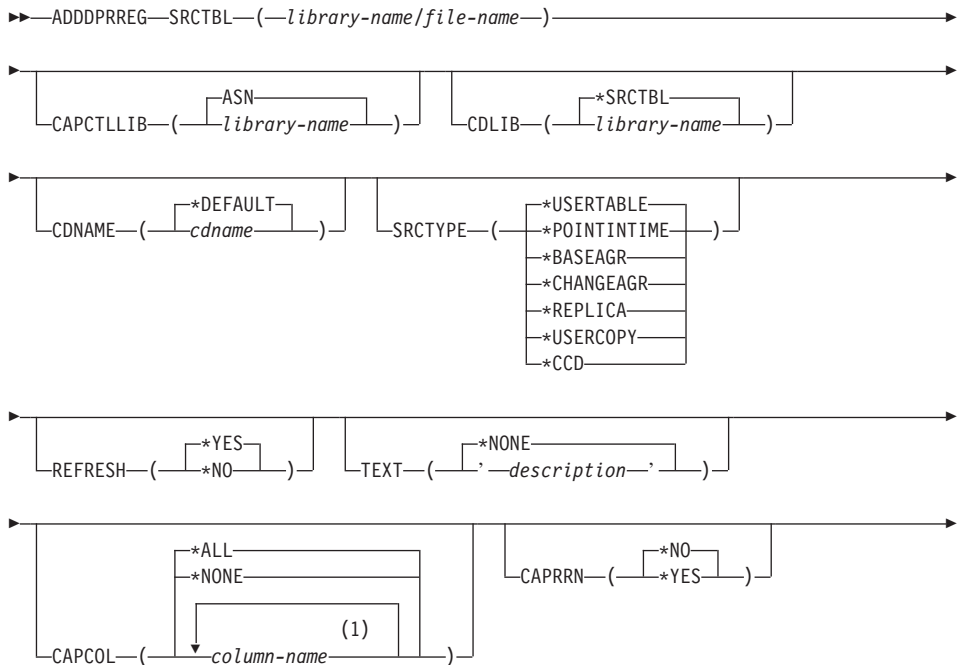 ADDDPRREG SRCTBL ( library-name/file-name )
ASN
*SRCTBL
CAPCTLLIB ( library-name ) CDLIB ( library-name )
*DEFAULT *USERTABLE
CDNAME ( cdname ) SRCTYPE ( *POINTINTIME )
*BASEAGR
*CHANGEAGR
*REPLICA
*USERCOPY
*CCD
*YES *NONE
REFRESH ( *NO ) TEXT ( ' description ' )
*ALL *NO
*NONE CAPRRN ( *YES )
(1)
CAPCOL ( column-name )